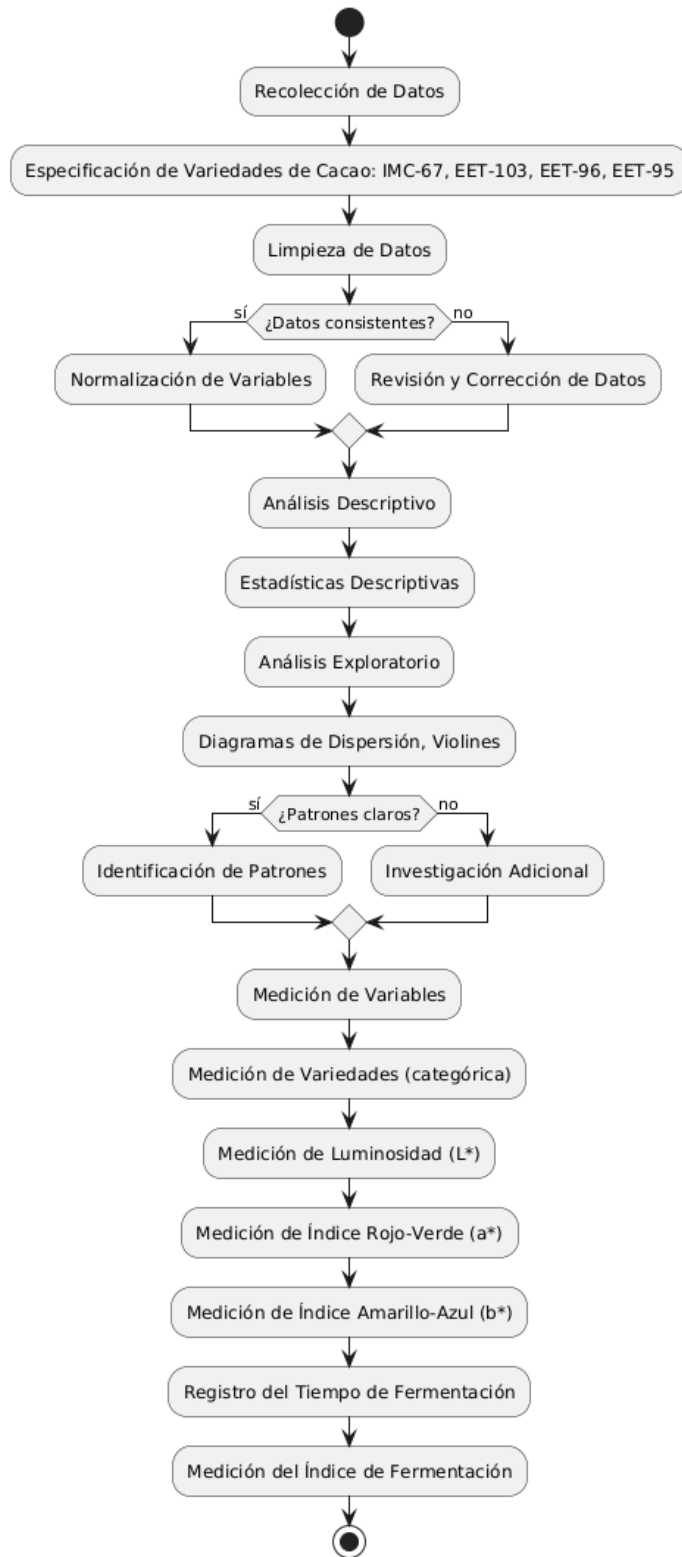 Recolección de Datos
Especificación de Variedades de Cacao: IMC-67, EET-103, EET-96, EET-95
Limpieza de Datos
sí
¿Datos consistentes?
no
Normalización de Variables
Revisión y Corrección de Datos
Análisis Descriptivo
Estadísticas Descriptivas
Análisis Exploratorio
Diagramas de Dispersión, Violines
sí
¿Patrones claros?
no
Identificación de Patrones
Investigación Adicional
Medición de Variables
Medición de Variedades (categórica)
Medición de Luminosidad (L*)
Medición de Índice Rojo-Verde (a*)
Medición de Índice Amarillo-Azul (b*)
Registro del Tiempo de Fermentación
Medición del Índice de Fermentación